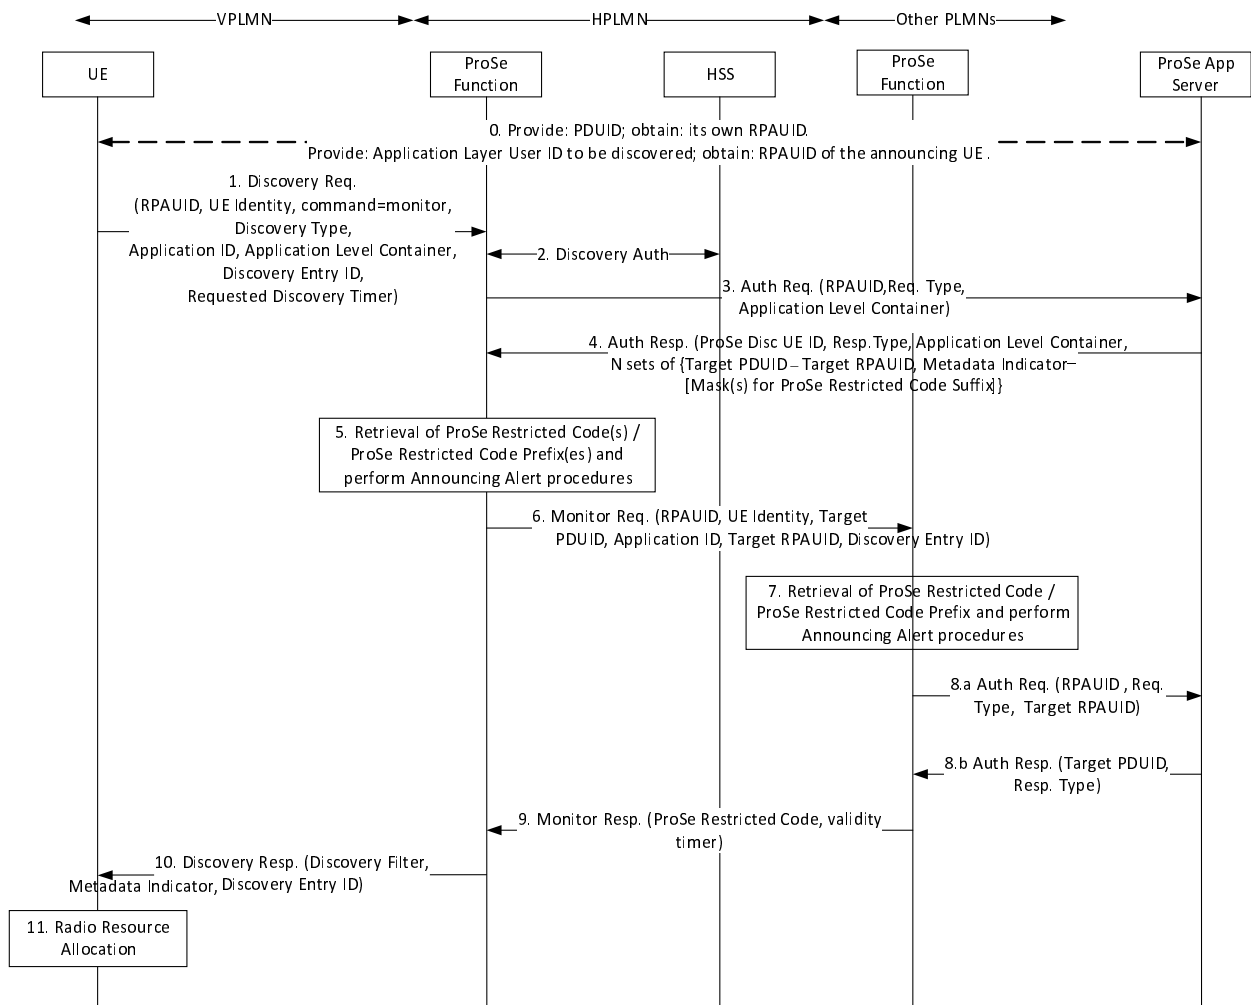 VPLMN
HPLMN
Other PLMNs
UE
ProSe
Function
HSS
ProSe
Function
ProSe App
Server
0. Provide: PDUID; obtain: its own RPAUID.
Provide: Application Layer User ID to be discovered; obtain: RPAUID of the announcing UE .
1. Discovery Req.
(RPAUID, UE Identity, command=monitor,
Discovery Type,
Application ID, Application Level Container,
Discovery Entry ID,
Requested Discovery Timer)
2. Discovery Auth
3. Auth Req. (RPAUID,Req. Type,
Application Level Container)
4. Auth Resp. (ProSe Disc UE ID, Resp.Type, Application Level Container,
N sets of {Target PDUID – Target RPAUID, Metadata Indicator–
[Mask(s) for ProSe Restricted Code Suffix]}
5. Retrieval of ProSe Restricted Code(s) /
ProSe Restricted Code Prefix(es) and
perform Announcing Alert procedures
6. Monitor Req. (RPAUID, UE Identity, Target
PDUID, Application ID, Target RPAUID, Discovery Entry ID)
7. Retrieval of ProSe Restricted Code /
ProSe Restricted Code Prefix and perform
Announcing Alert procedures
8.a Auth Req. (RPAUID , Req.
Type, Target RPAUID)
8.b Auth Resp. (Target PDUID,
Resp. Type)
9. Monitor Resp. (ProSe Restricted Code, validity
timer)
10. Discovery Resp. (Discovery Filter,
Metadata Indicator, Discovery Entry ID)
11. Radio Resource
Allocation